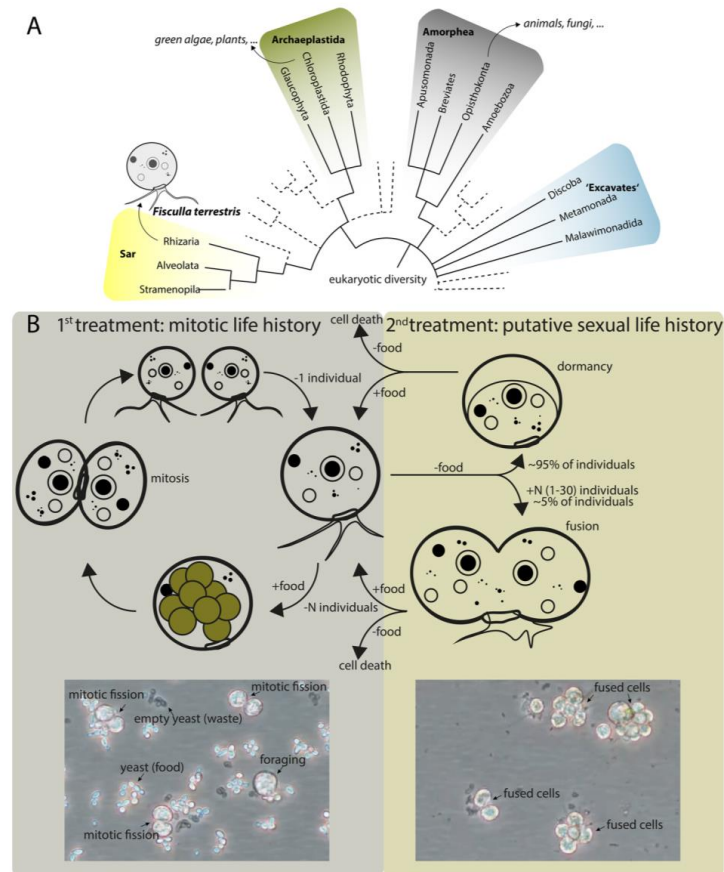 A
green algae, plants, ...
Archaeplastida
Glaucophyta
Chloroplastida
Rhodophyta
Amorphea
animals, fungi, ...
Apusomonada
Breviates
Opisthokonta
Amoebozoa
Discoba
'Excavates'
Metamonada
Malawimonadida
Fisculla terrestris
Sar
Rhizaria
Alveolata
Stramenopila
eukaryotic diversity
B 1st treatment: mitotic life history
cell death
2nd treatment: putative sexual life history
-food
dormancy
-1 individual
+food
mitosis
-food
~95% of individuals
+N (1-30) individuals
~5% of individuals
fusion
+food
+food
-N individuals
-food
cell death
mitotic fission
mitotic fission
empty yeast (waste)
yeast (food)
foraging
mitotic fission
fused cells
fused cells
fused cells